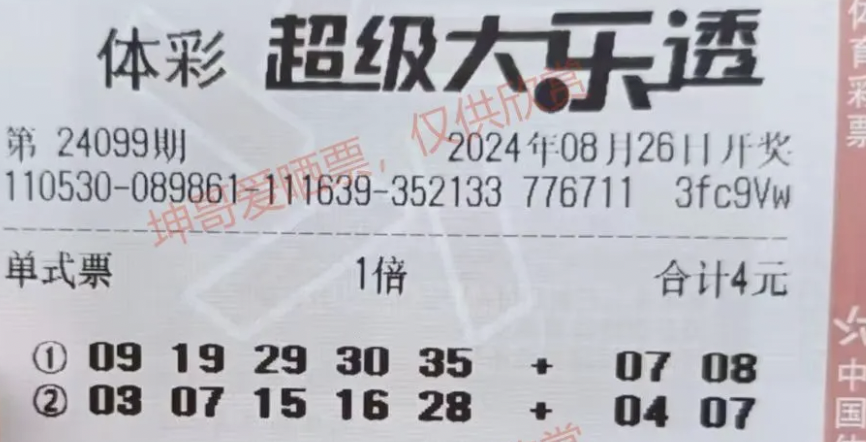 体彩 超级大乐透
第 24099期 2024年08月26日开奖
110530-089861-111639-352133 776711 3fc9Vw
坤哥爱晒票，仅供欣赏
单式票 1倍 合计4元
① 09 19 29 30 35 + 07 08
② 03 07 15 16 28 + 04 07
体育彩票
中国
赏